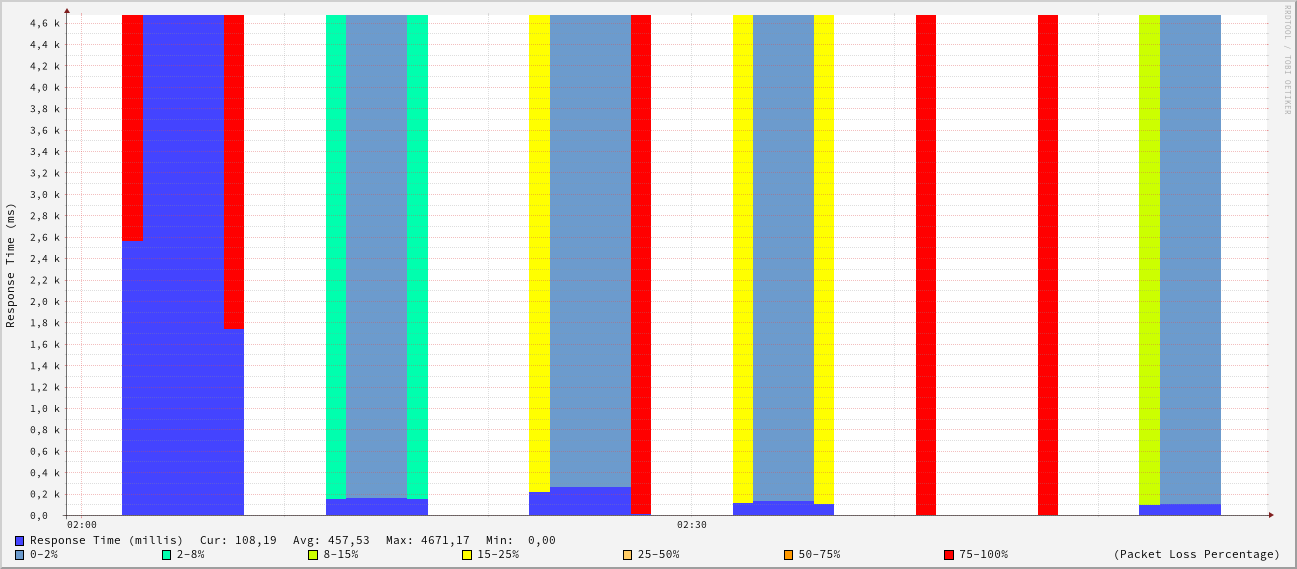 RRDTOOL / TOBI OETIKER
Response Time (ms)
4,6 k
4,4 k
4,2 k
4,0 k
3,8 k
3,6 k
3,4 k
3,2 k
3,0 k
2,8 k
2,6 k
2,4 k
2,2 k
2,0 k
1,8 k
1,6 k
1,4 k
1,2 k
1,0 k
0,8 k
0,6 k
0,4 k
0,2 k
0,0
02:00 02:30
Response Time (millis) Cur: 108,19 Avg: 457,53 Max: 4671,17 Min: 0,00
0-2% 2-8% 8-15% 15-25% 25-50% 50-75% 75-100% (Packet Loss Percentage)